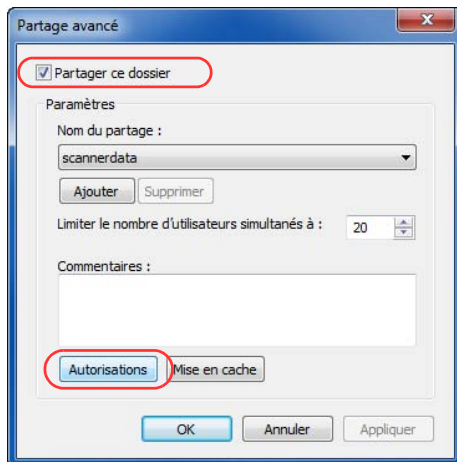 Partage avancé
Partager ce dossier
Paramètres
Nom du partage :
scannerdata
Ajouter Supprimer
Limiter le nombre d'utilisateurs simultanés à : 20
Commentaires :
Autorisations Mise en cache
OK Annuler Appliquer